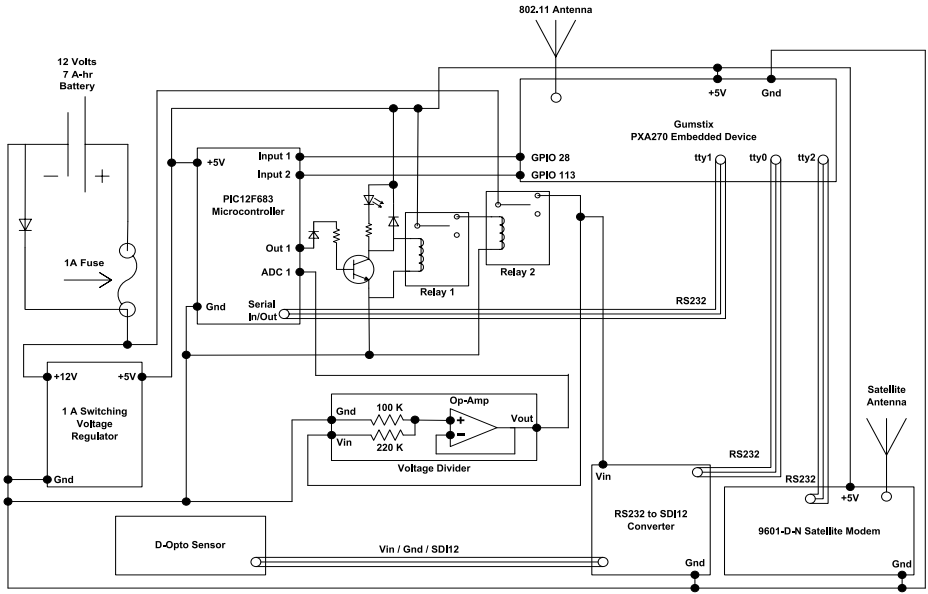 802.11 Antenna
12 Volts
7 A-hr
Battery
+5V
Gnd
Gumstix
PXA270 Embedded Device
Input 1
GPIO 28
tty1
tty0
tty2
+5V
Input 2
GPIO 113
PIC12F683
Microcontroller
Out 1
1A Fuse
ADC 1
Relay 2
Relay 1
Gnd
Serial
In/Out
RS232
+12V
+5V
1 A Switching
Voltage
Regulator
Op-Amp
Satellite
Antenna
Gnd
100 K
Vout
Vin
220 K
Voltage Divider
RS232
Gnd
Vin
RS232
+5V
RS232 to SDI12
Converter
9601-D-N Satellite Modem
D-Opto Sensor
Vin / Gnd / SDI12
Gnd
Gnd